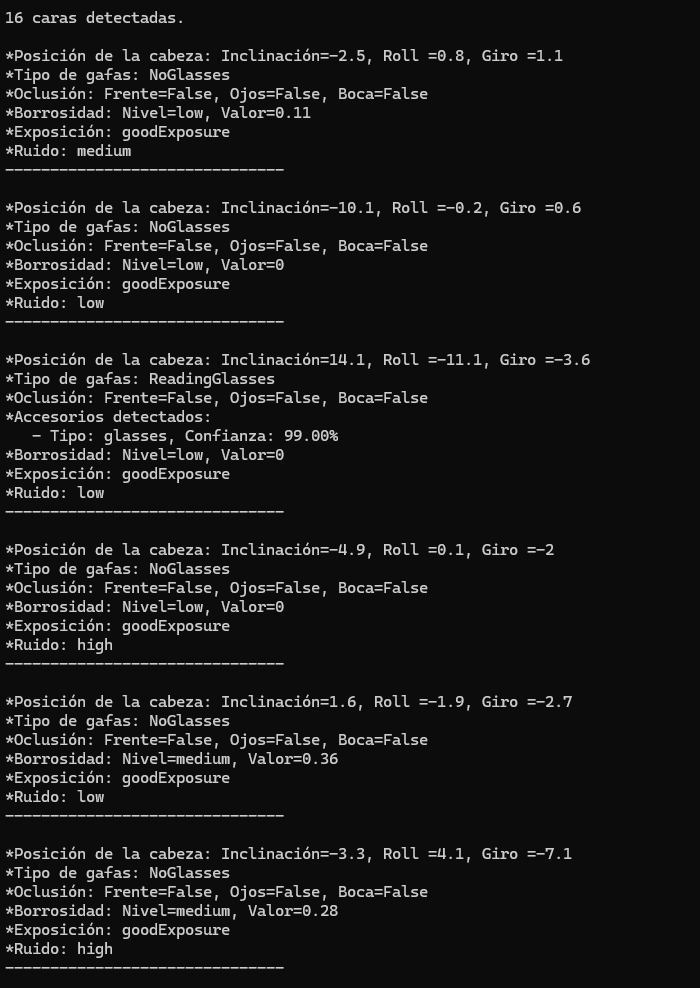 16 caras detectadas.
*Posición de la cabeza: Inclinación=-2.5, Roll =0.8, Giro =1.1
*Tipo de gafas: NoGlasses
*Oclusión: Frente=False, Ojos=False, Boca=False
*Borrosidad: Nivel=low, Valor=0.11
*Exposición: goodExposure
*Ruido: medium
-------------------------------
*Posición de la cabeza: Inclinación=-10.1, Roll =-0.2, Giro =0.6
*Tipo de gafas: NoGlasses
*Oclusión: Frente=False, Ojos=False, Boca=False
*Borrosidad: Nivel=low, Valor=0
*Exposición: goodExposure
*Ruido: low
-------------------------------
*Posición de la cabeza: Inclinación=14.1, Roll =-11.1, Giro =-3.6
*Tipo de gafas: ReadingGlasses
*Oclusión: Frente=False, Ojos=False, Boca=False
*Accesorios detectados:
   - Tipo: glasses, Confianza: 99.00%
*Borrosidad: Nivel=low, Valor=0
*Exposición: goodExposure
*Ruido: low
-------------------------------
*Posición de la cabeza: Inclinación=-4.9, Roll =0.1, Giro =-2
*Tipo de gafas: NoGlasses
*Oclusión: Frente=False, Ojos=False, Boca=False
*Borrosidad: Nivel=low, Valor=0
*Exposición: goodExposure
*Ruido: high
-------------------------------
*Posición de la cabeza: Inclinación=1.6, Roll =-1.9, Giro =-2.7
*Tipo de gafas: NoGlasses
*Oclusión: Frente=False, Ojos=False, Boca=False
*Borrosidad: Nivel=medium, Valor=0.36
*Exposición: goodExposure
*Ruido: low
-------------------------------
*Posición de la cabeza: Inclinación=-3.3, Roll =4.1, Giro =-7.1
*Tipo de gafas: NoGlasses
*Oclusión: Frente=False, Ojos=False, Boca=False
*Borrosidad: Nivel=medium, Valor=0.28
*Exposición: goodExposure
*Ruido: high
-------------------------------